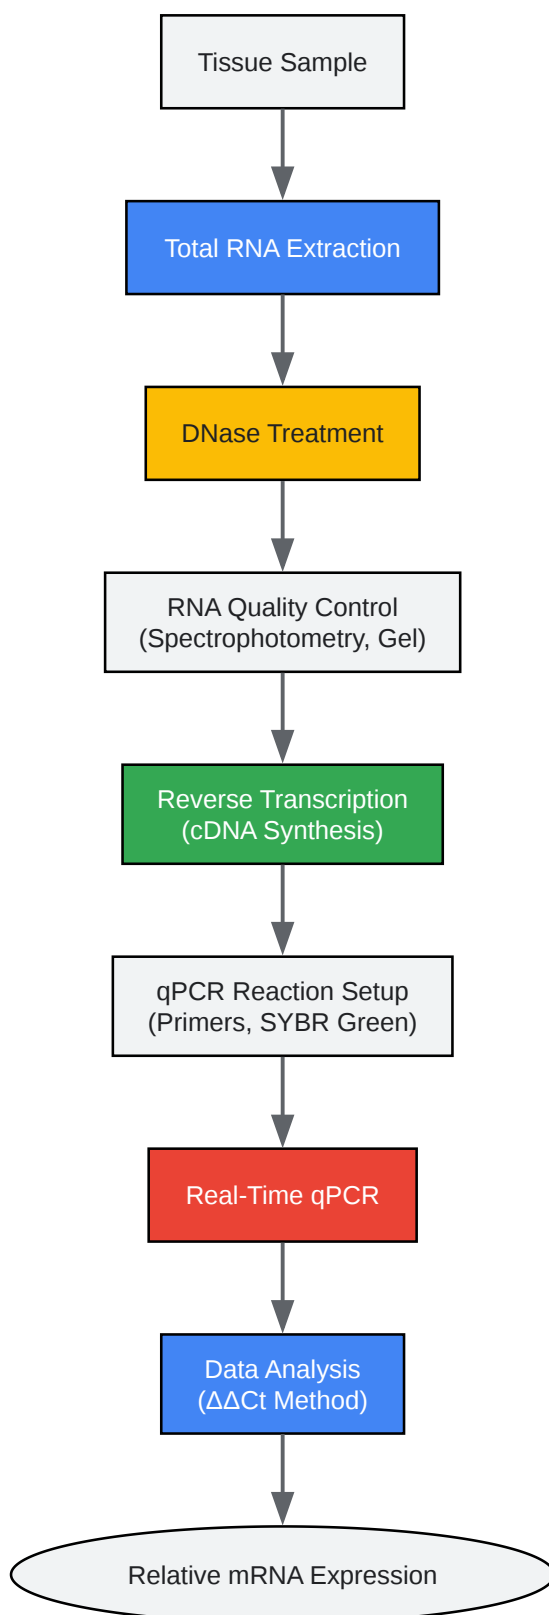 Tissue Sample
Total RNA Extraction
DNase Treatment
RNA Quality Control
(Spectrophotometry, Gel)
Reverse Transcription
(cDNA Synthesis)
qPCR Reaction Setup
(Primers, SYBR Green)
Real-Time qPCR
Data Analysis
(ΔΔCt Method)
Relative mRNA Expression